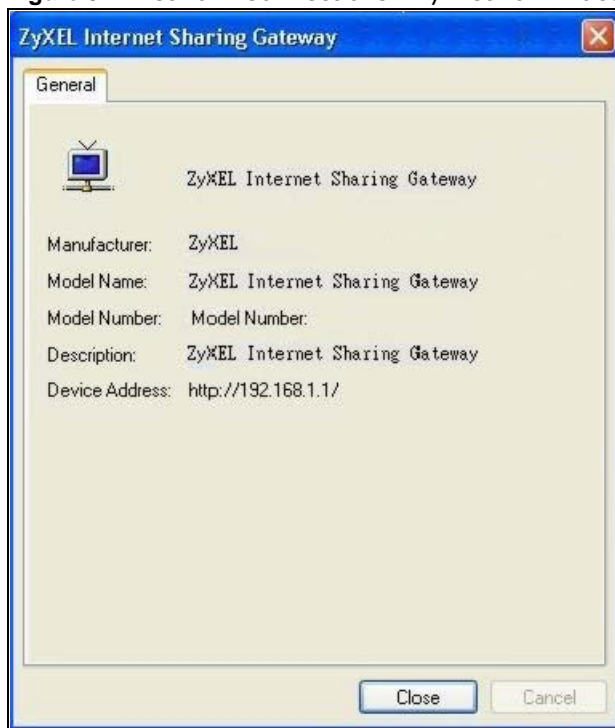 ZyXEL Internet Sharing Gateway
General
ZyXEL Internet Sharing Gateway
Manufacturer: ZyXEL
Model Name: ZyXEL Internet Sharing Gateway
Model Number: Model Number:
Description: ZyXEL Internet Sharing Gateway
Device Address: http://192.168.1.1/
Close Cancel